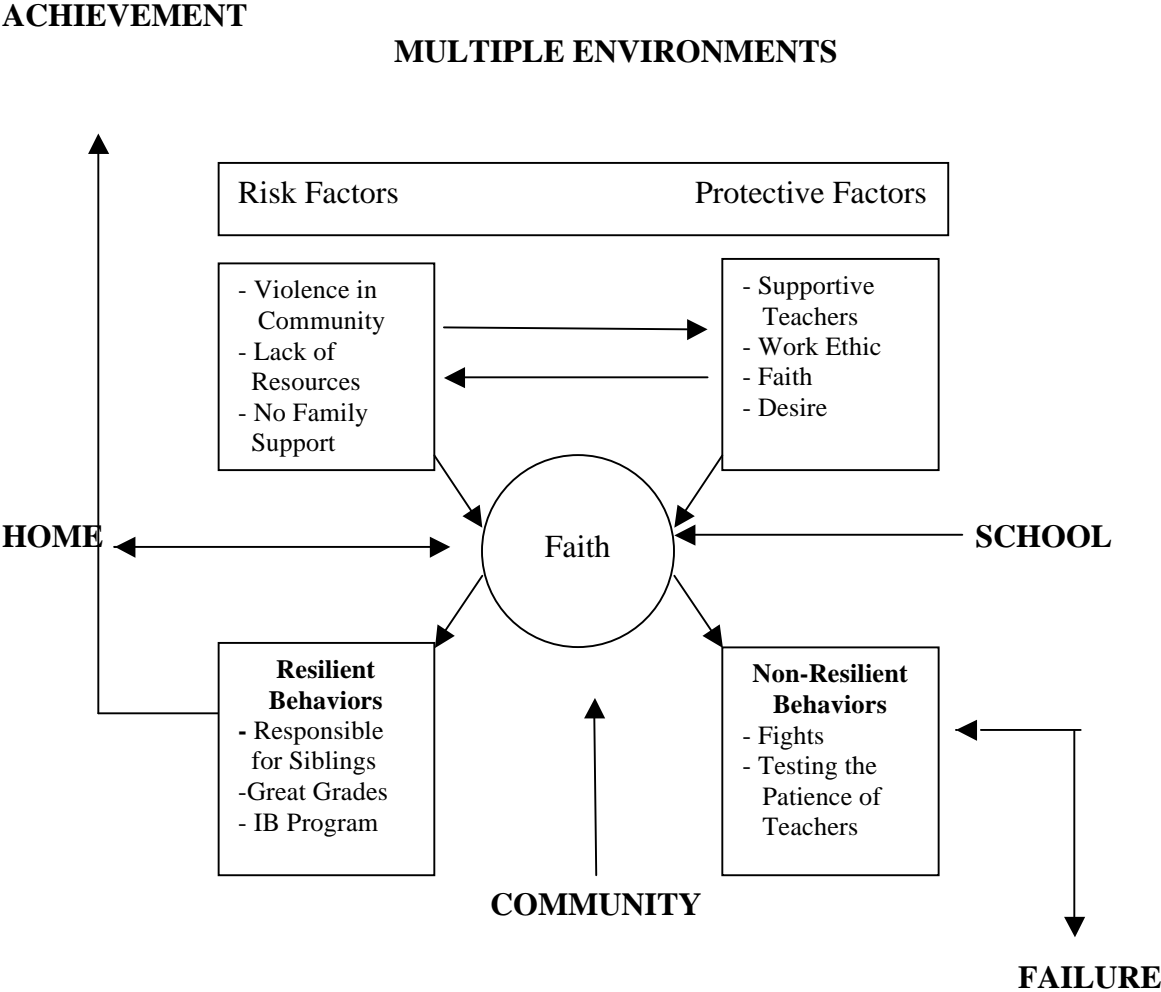 ACHIEVEMENT
MULTIPLE ENVIRONMENTS
Risk Factors Protective Factors
- Violence in
Community
- Lack of
Resources
- No Family
Support
- Supportive
Teachers
- Work Ethic
- Faith
- Desire
HOME
Faith
SCHOOL
Resilient
Behaviors
- Responsible
for Siblings
-Great Grades
- IB Program
Non-Resilient
Behaviors
- Fights
- Testing the
Patience of
Teachers
COMMUNITY
FAILURE